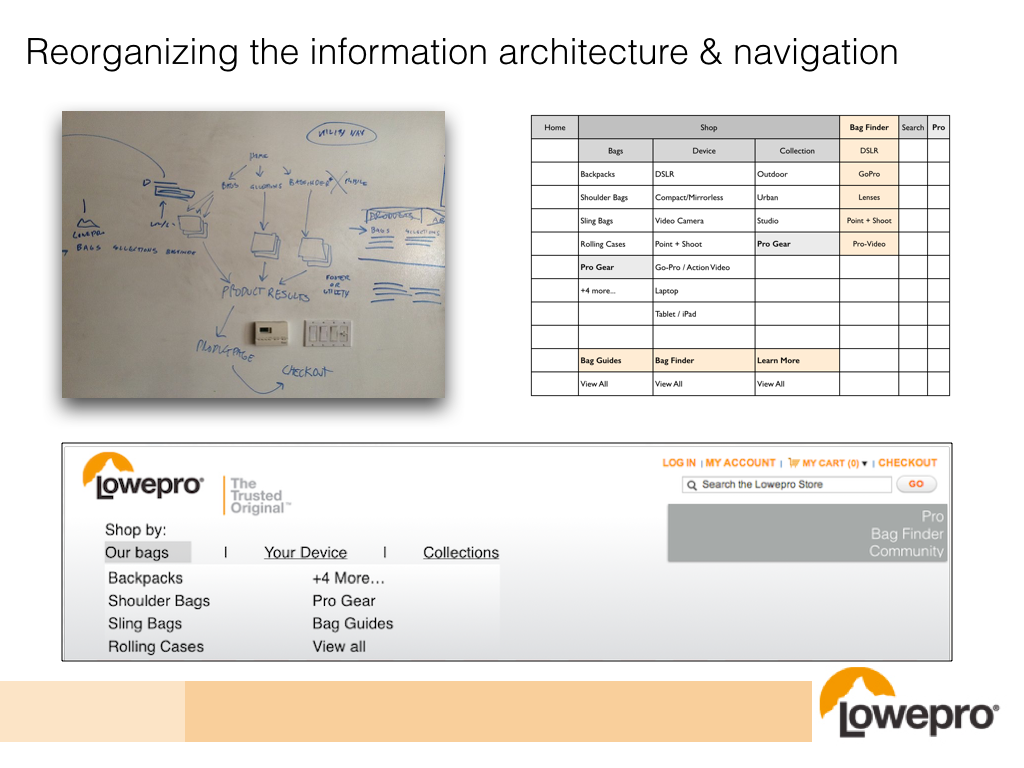 Reorganizing the information architecture & navigation
UTILITY NAV
HOME
BAGS COLLECTIONS BAGFINDER
LOWEPRO
BAGS COLLECTIONS BAGFINDER
PRODUCTS
BAGS COLLECTIONS
FOOTER
OR
UTILITY
PRODUCT RESULTS
PRODUCT PAGE
CHECKOUT
Home Shop Bag Finder Search Pro
Bags Device Collection DSLR
Backpacks DSLR Outdoor GoPro
Shoulder Bags Compact/Mirrorless Urban Lenses
Sling Bags Video Camera Studio Point + Shoot
Rolling Cases Point + Shoot Pro Gear Pro-Video
Pro Gear Go-Pro / Action Video
+4 more... Laptop
Tablet / iPad
Bag Guides Bag Finder Learn More
View All View All View All
Lowepro®
The
Trusted
Original™
LOG IN | MY ACCOUNT | MY CART (0) ▼ | CHECKOUT
Search the Lowepro Store GO
Pro
Bag Finder
Community
Shop by:
Our bags | Your Device | Collections
Backpacks +4 More...
Shoulder Bags Pro Gear
Sling Bags Bag Guides
Rolling Cases View all
Lowepro®